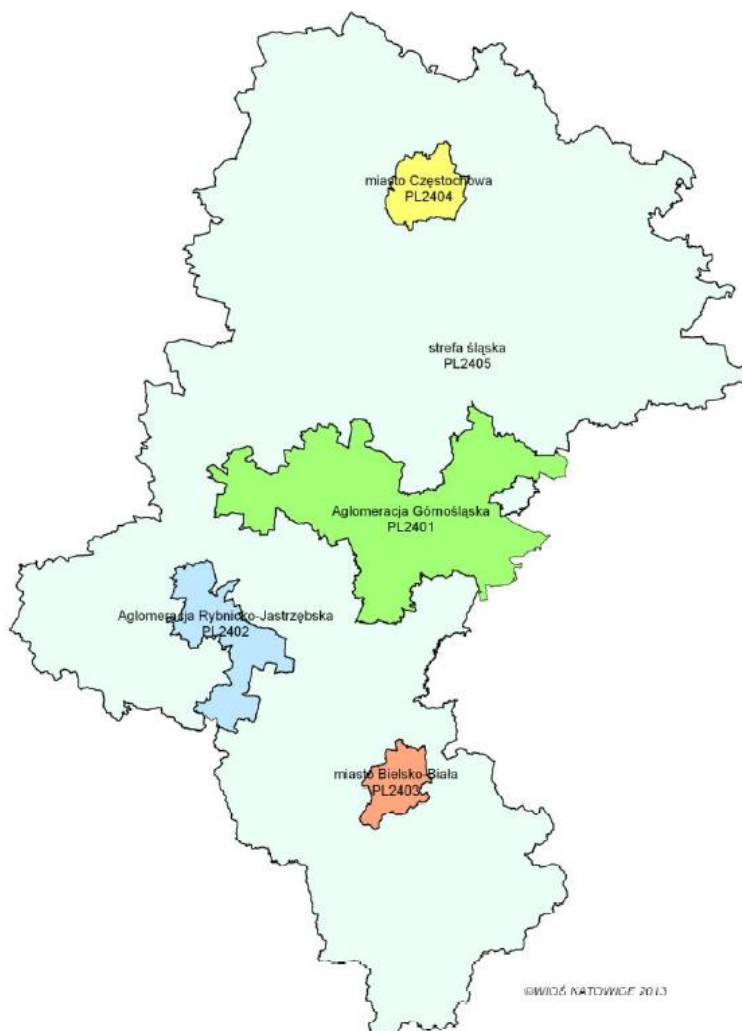 miasto Częstochowa
PL2404
strefa śląska
PL2405
Aglomeracja Górnośląska
PL2401
Aglomeracja Rybnicko-Jastrzębska
PL2402
miasto Bielsko-Biała
PL2403
©WIOŚ KATOWICE 2013